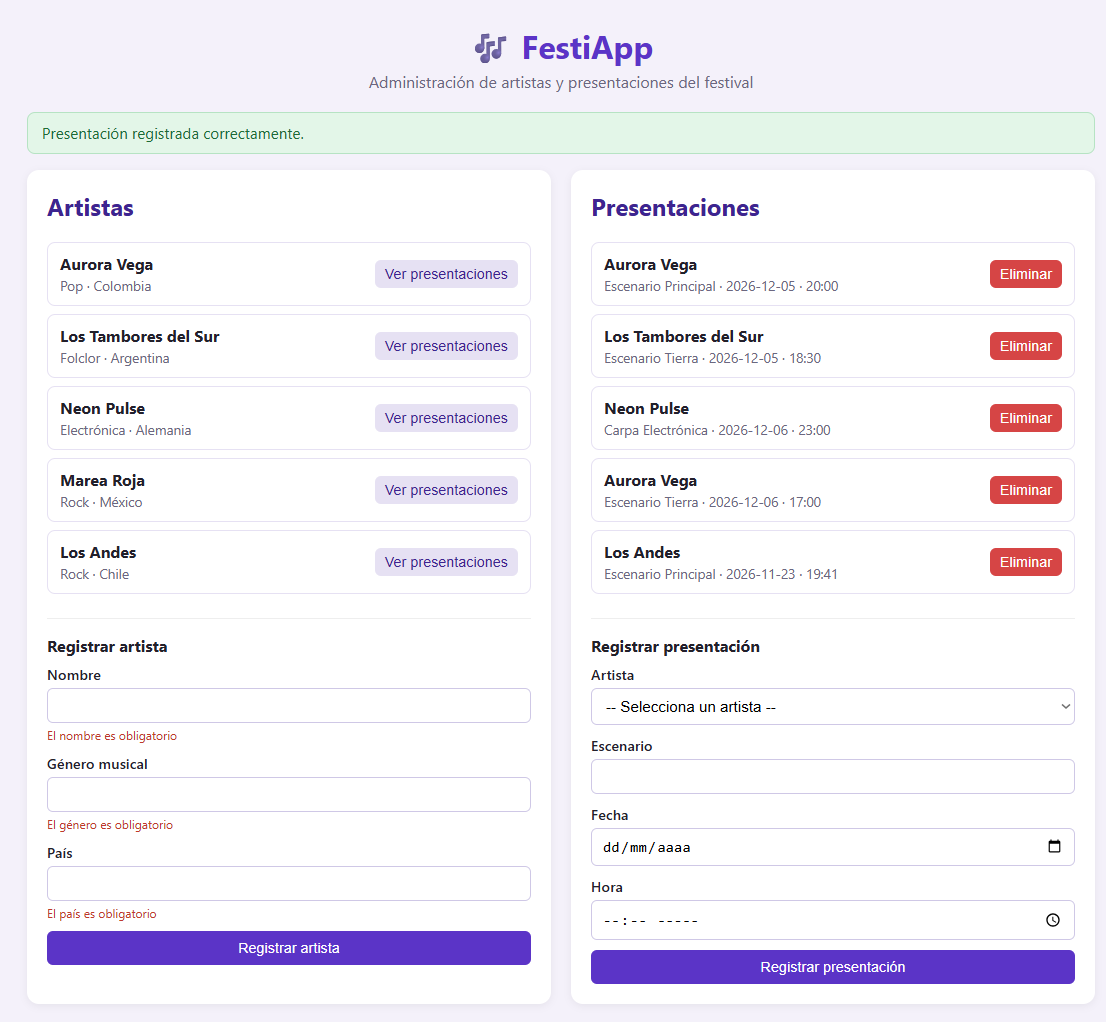 FestiApp
Administración de artistas y presentaciones del festival
Presentación registrada correctamente.
Artistas
Aurora Vega
Pop · Colombia
Ver presentaciones
Los Tambores del Sur
Folclor · Argentina
Ver presentaciones
Neon Pulse
Electrónica · Alemania
Ver presentaciones
Marea Roja
Rock · México
Ver presentaciones
Los Andes
Rock · Chile
Ver presentaciones
Registrar artista
Nombre
El nombre es obligatorio
Género musical
El género es obligatorio
País
El país es obligatorio
Registrar artista
Presentaciones
Aurora Vega
Escenario Principal · 2026-12-05 · 20:00
Eliminar
Los Tambores del Sur
Escenario Tierra · 2026-12-05 · 18:30
Eliminar
Neon Pulse
Carpa Electrónica · 2026-12-06 · 23:00
Eliminar
Aurora Vega
Escenario Tierra · 2026-12-06 · 17:00
Eliminar
Los Andes
Escenario Principal · 2026-11-23 · 19:41
Eliminar
Registrar presentación
Artista
-- Selecciona un artista --
Escenario
Fecha
dd/mm/aaaa
Hora
--:-- -----
Registrar presentación